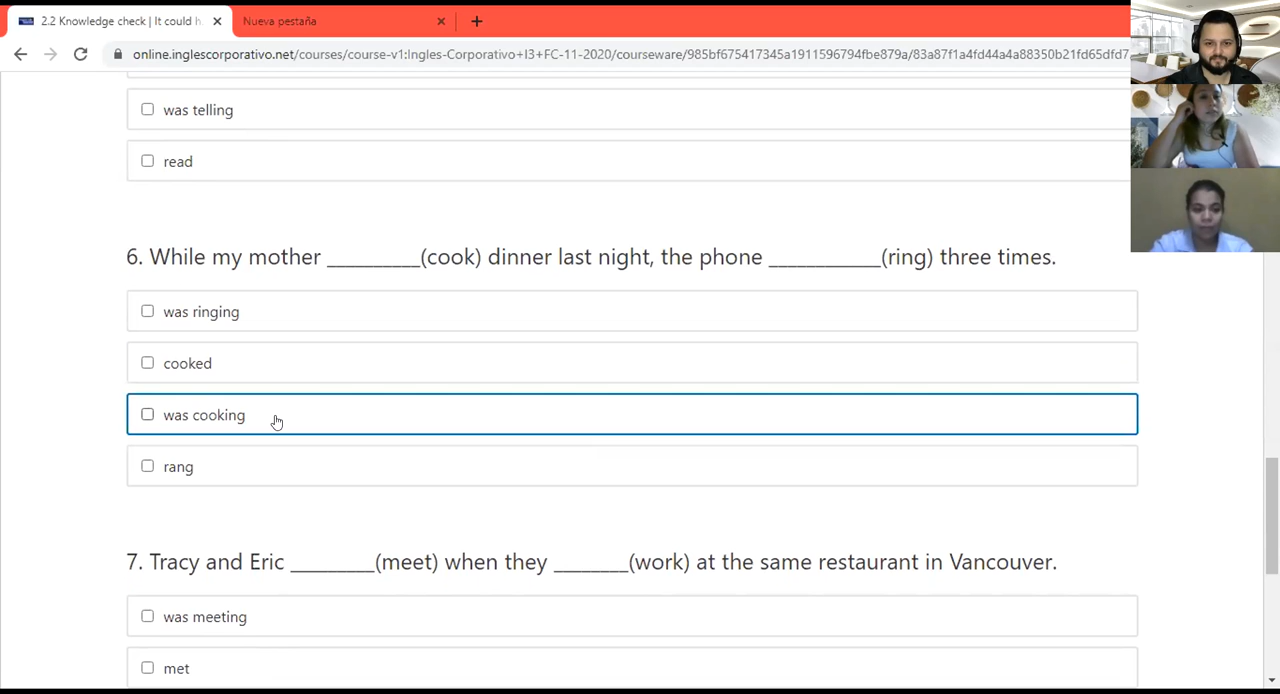 2.2 Knowledge check | It could h
Nueva pestaña
online.inglescorporativo.net/courses/course-v1:Ingles-Corporativo+I3+FC-11-2020/courseware/985bf675417345a1911596794fbe879a/83a87f1a4fd44a4a88350b21fd65dfd7
was telling
read
6. While my mother __________(cook) dinner last night, the phone ____________(ring) three times.
was ringing
cooked
was cooking
rang
7. Tracy and Eric _________(meet) when they ________(work) at the same restaurant in Vancouver.
was meeting
met